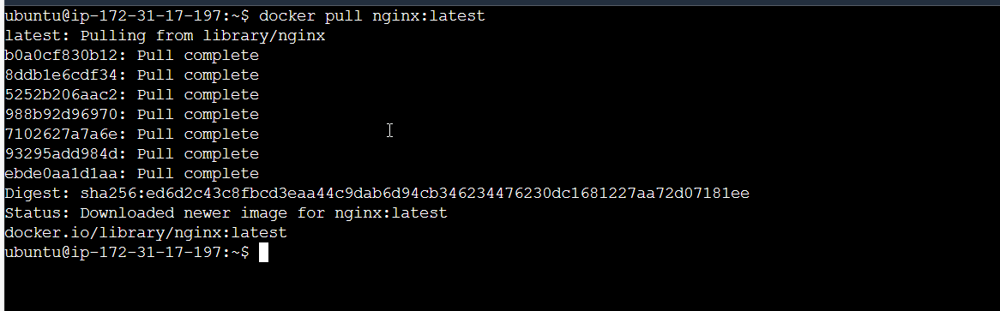 ubuntu@ip-172-31-17-197:~$ docker pull nginx:latest
latest: Pulling from library/nginx
b0a0cf830b12: Pull complete
8ddb1e6cdf34: Pull complete
5252b206aac2: Pull complete
988b92d96970: Pull complete
7102627a7a6e: Pull complete
93295add984d: Pull complete
ebde0aa1d1aa: Pull complete
Digest: sha256:ed6d2c43c8fbcd3eaa44c9dab6d94cb346234476230dc1681227aa72d07181ee
Status: Downloaded newer image for nginx:latest
docker.io/library/nginx:latest
ubuntu@ip-172-31-17-197:~$